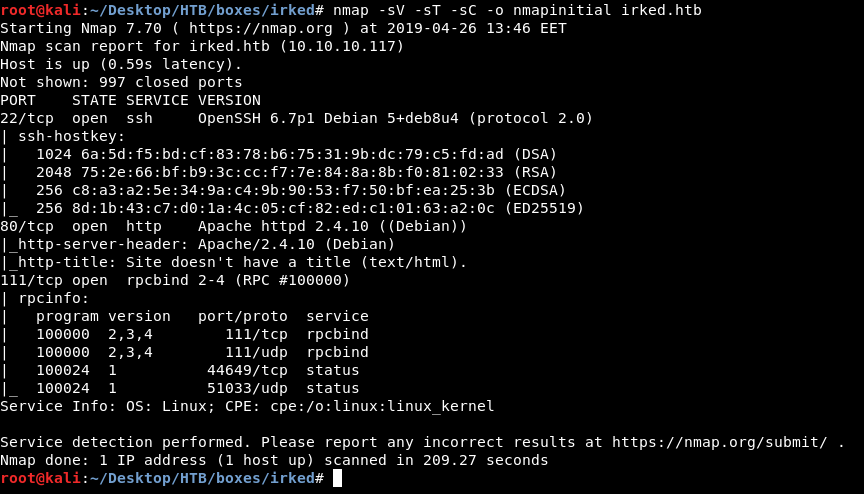 root@kali:~/Desktop/HTB/boxes/irked# nmap -sV -sT -sC -o nmapinitial irked.htb
Starting Nmap 7.70 ( https://nmap.org ) at 2019-04-26 13:46 EET
Nmap scan report for irked.htb (10.10.10.117)
Host is up (0.59s latency).
Not shown: 997 closed ports
PORT    STATE SERVICE VERSION
22/tcp  open  ssh     OpenSSH 6.7p1 Debian 5+deb8u4 (protocol 2.0)
| ssh-hostkey:
|   1024 6a:5d:f5:bd:cf:83:78:b6:75:31:9b:dc:79:c5:fd:ad (DSA)
|   2048 75:2e:66:bf:b9:3c:cc:f7:7e:84:8a:8b:f0:81:02:33 (RSA)
|   256 c8:a3:a2:5e:34:9a:c4:9b:90:53:f7:50:bf:ea:25:3b (ECDSA)
|_  256 8d:1b:43:c7:d0:1a:4c:05:cf:82:ed:c1:01:63:a2:0c (ED25519)
80/tcp  open  http    Apache httpd 2.4.10 ((Debian))
|_http-server-header: Apache/2.4.10 (Debian)
|_http-title: Site doesn't have a title (text/html).
111/tcp open  rpcbind 2-4 (RPC #100000)
| rpcinfo:
|   program version   port/proto  service
|   100000  2,3,4        111/tcp  rpcbind
|   100000  2,3,4        111/udp  rpcbind
|   100024  1          44649/tcp  status
|_  100024  1          51033/udp  status
Service Info: OS: Linux; CPE: cpe:/o:linux:linux_kernel
Service detection performed. Please report any incorrect results at https://nmap.org/submit/ .
Nmap done: 1 IP address (1 host up) scanned in 209.27 seconds
root@kali:~/Desktop/HTB/boxes/irked#